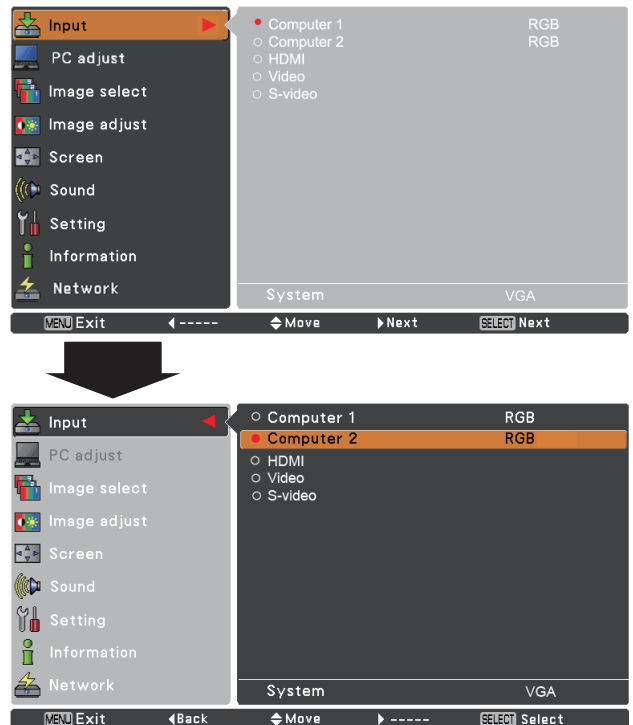 Input Computer 1 RGB
Computer 2 RGB
PC adjust HDMI
Video
Image select S-video
Image adjust
Screen
Sound
Setting
Information
Network System VGA
MENU Exit ----- Move Next SELECT Next
Input Computer 1 RGB
Computer 2 RGB
PC adjust HDMI
Video
Image select S-video
Image adjust
Screen
Sound
Setting
Information
Network System VGA
MENU Exit Back Move ----- SELECT Select